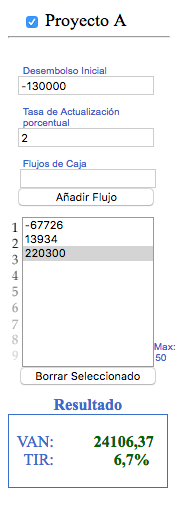 Proyecto A
Desembolso Inicial
-130000
Tasa de Actualización
porcentual
2
Flujos de Caja
Añadir Flujo
1 -67726
2 13934
3 220300
4
5
6
7
8
9
Max:
50
Borrar Seleccionado
Resultado
VAN: 24106,37
TIR: 6,7%